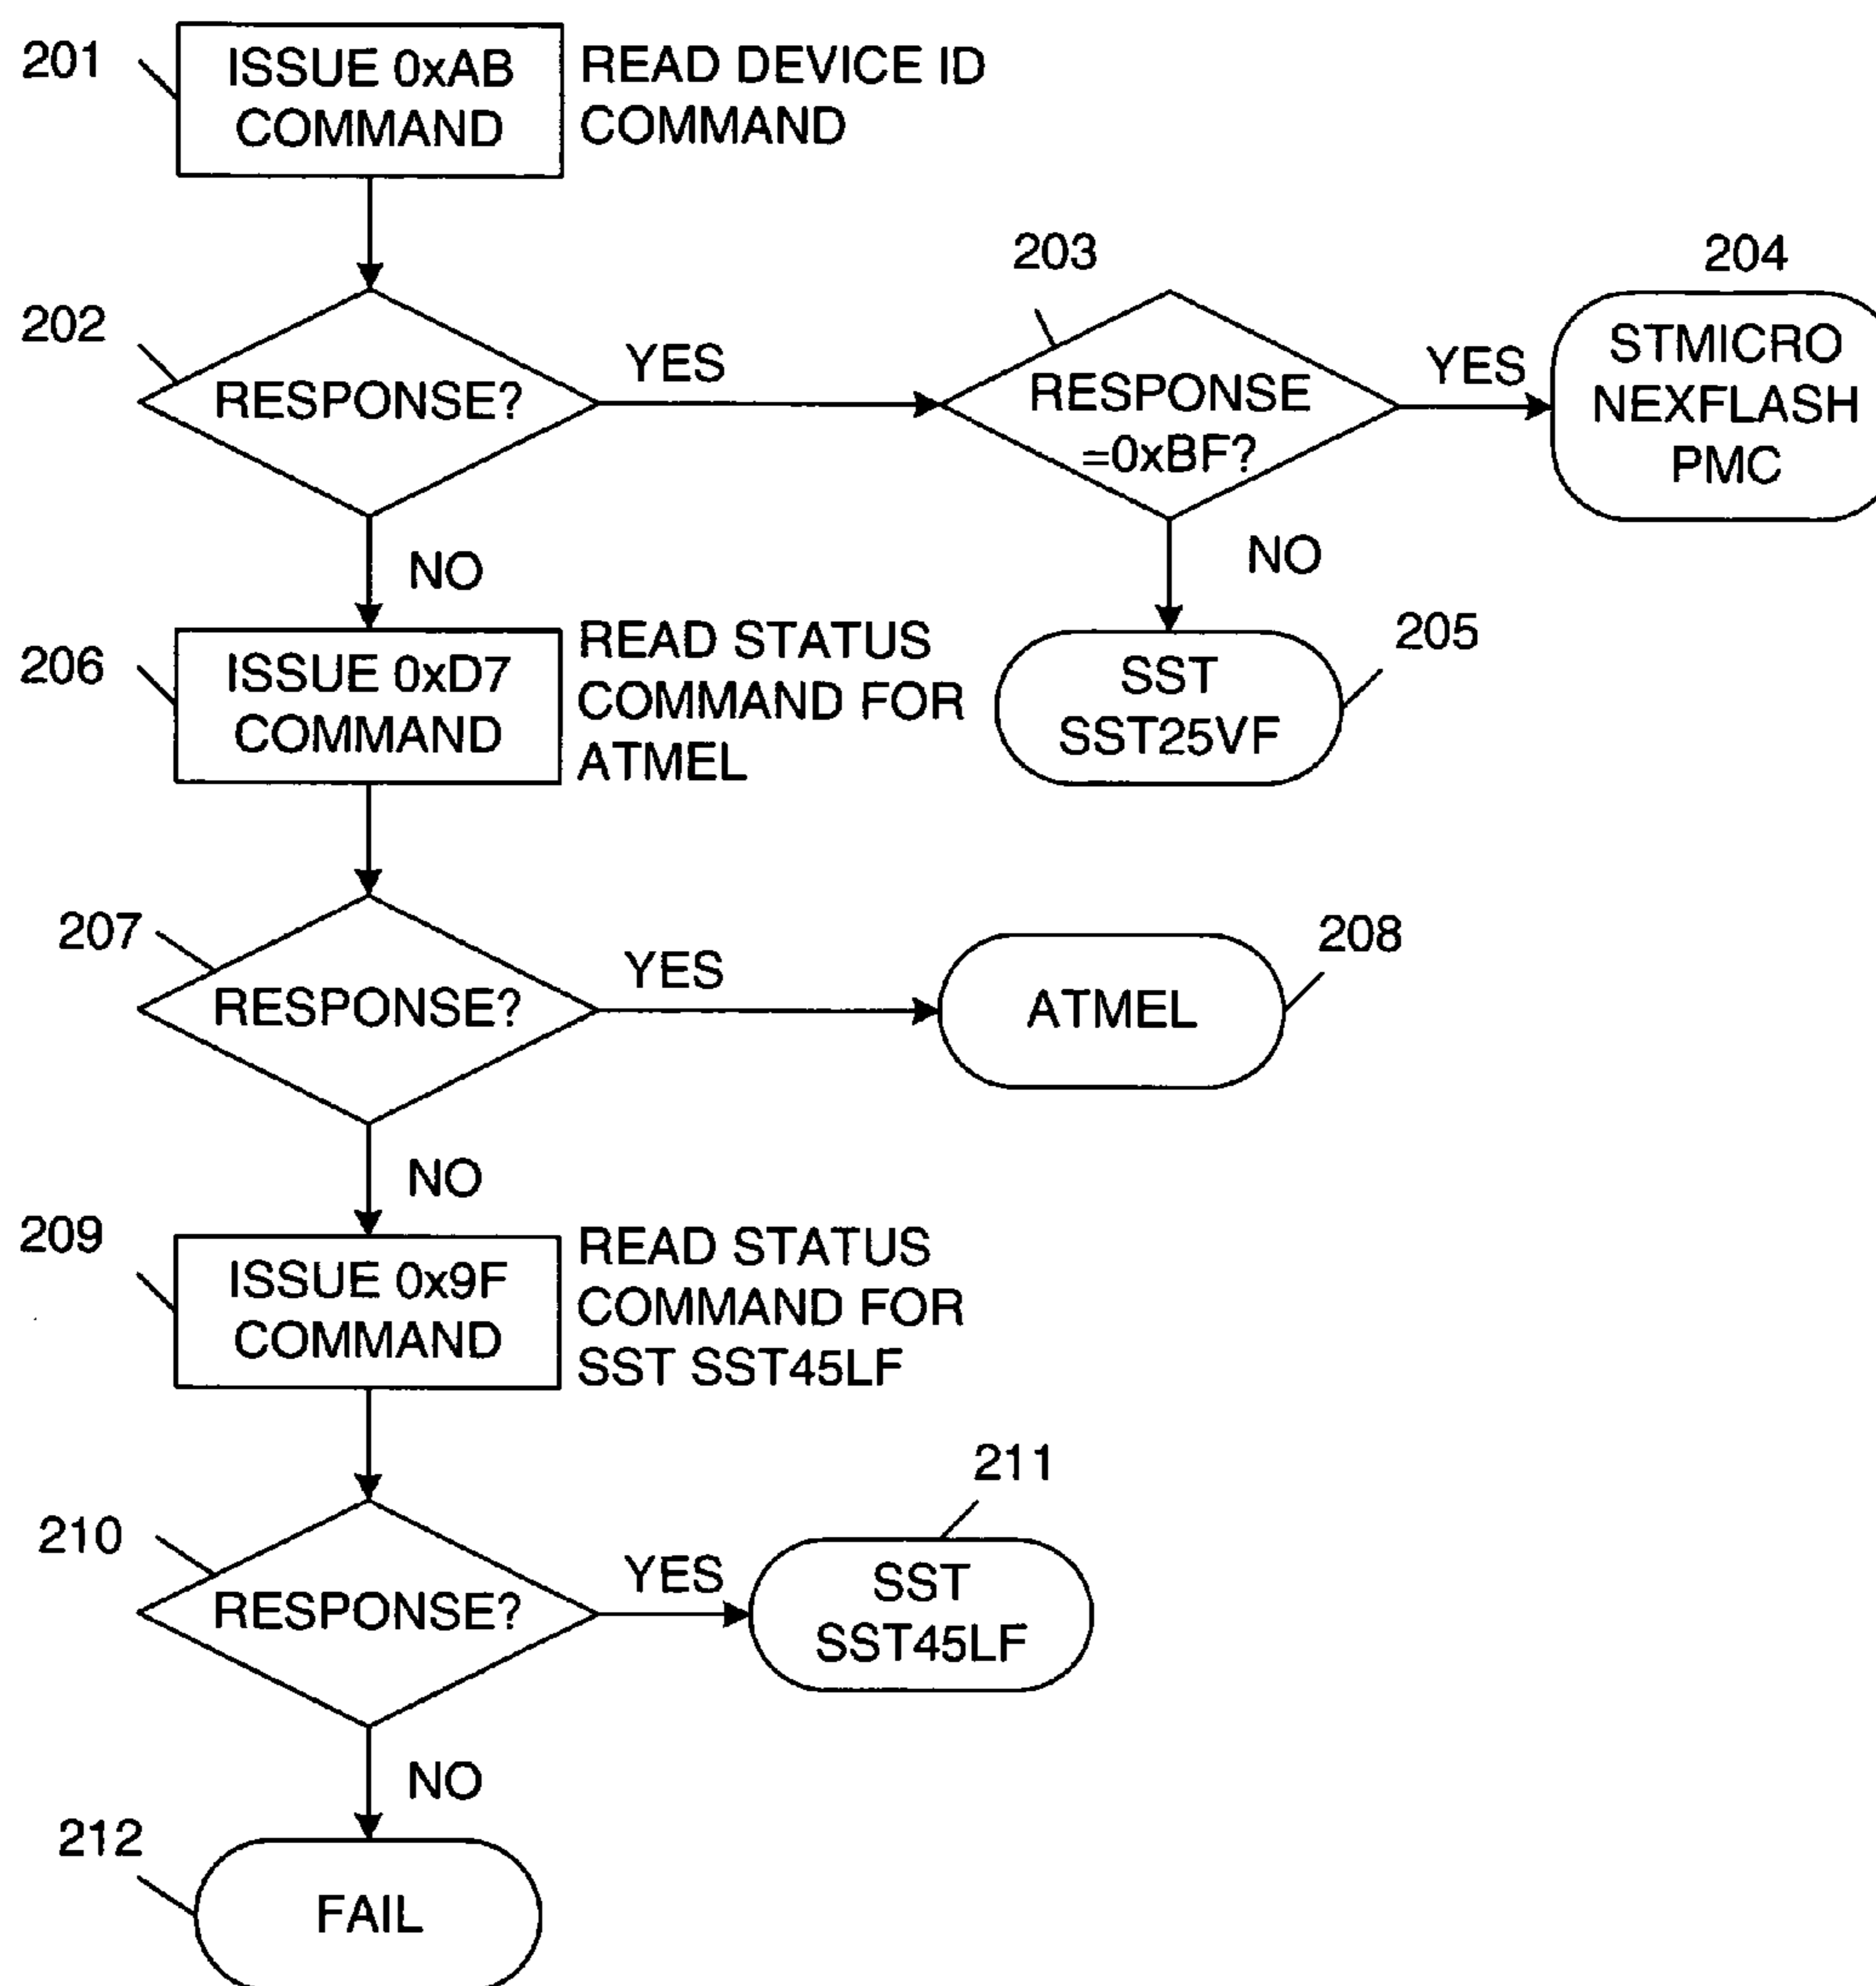 201
ISSUE 0xAB
COMMAND
READ DEVICE ID
COMMAND
202
RESPONSE?
YES
203
RESPONSE
=0xBF?
YES
204
STMICRO
NEXFLASH
PMC
NO
NO
205
SST
SST25VF
206
ISSUE 0xD7
COMMAND
READ STATUS
COMMAND FOR
ATMEL
207
RESPONSE?
YES
208
ATMEL
NO
209
ISSUE 0x9F
COMMAND
READ STATUS
COMMAND FOR
SST SST45LF
210
RESPONSE?
YES
211
SST
SST45LF
NO
212
FAIL